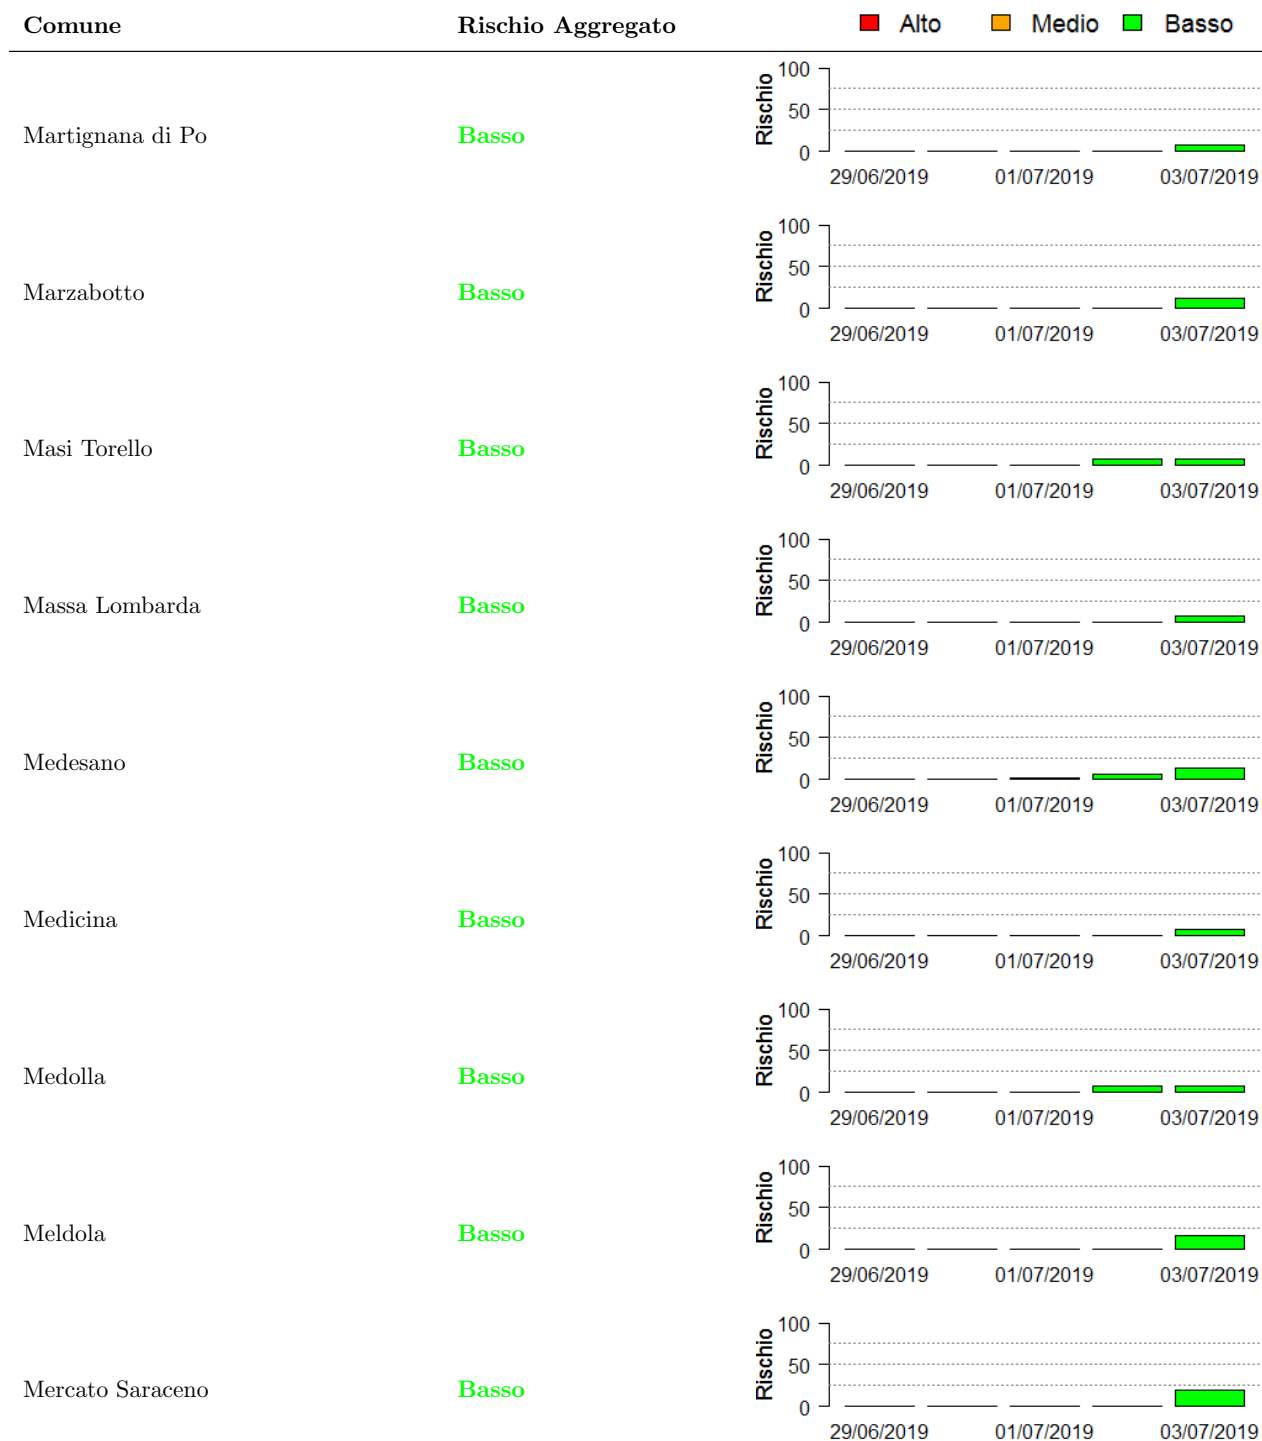 Comune Rischio Aggregato Alto Medio Basso
Martignana di Po Basso Rischio 100 50 0
29/06/2019 01/07/2019 03/07/2019
Marzabotto Basso Rischio 100 50 0
29/06/2019 01/07/2019 03/07/2019
Masi Torello Basso Rischio 100 50 0
29/06/2019 01/07/2019 03/07/2019
Massa Lombarda Basso Rischio 100 50 0
29/06/2019 01/07/2019 03/07/2019
Medesano Basso Rischio 100 50 0
29/06/2019 01/07/2019 03/07/2019
Medicina Basso Rischio 100 50 0
29/06/2019 01/07/2019 03/07/2019
Medolla Basso Rischio 100 50 0
29/06/2019 01/07/2019 03/07/2019
Meldola Basso Rischio 100 50 0
29/06/2019 01/07/2019 03/07/2019
Mercato Saraceno Basso Rischio 100 50 0
29/06/2019 01/07/2019 03/07/2019